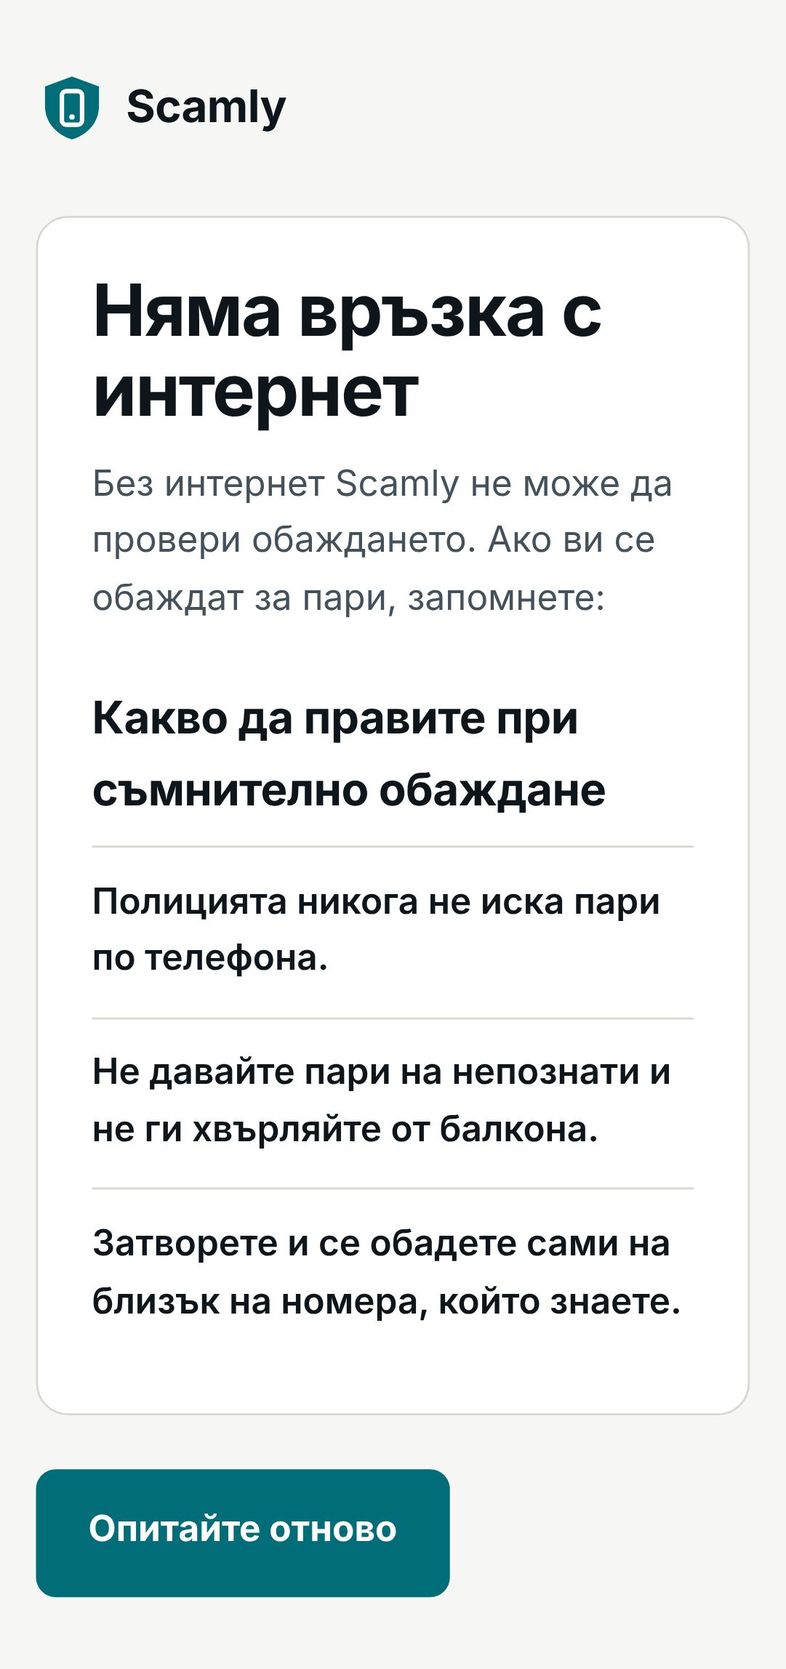 Scamly
Няма връзка с
интернет
Без интернет Scamly не може да
провери обаждането. Ако ви се
обаждат за пари, запомнете:
Какво да правите при
съмнително обаждане
Полицията никога не иска пари
по телефона.
Не давайте пари на непознати и
не ги хвърляйте от балкона.
Затворете и се обадете сами на
близък на номера, който знаете.
Опитайте отново